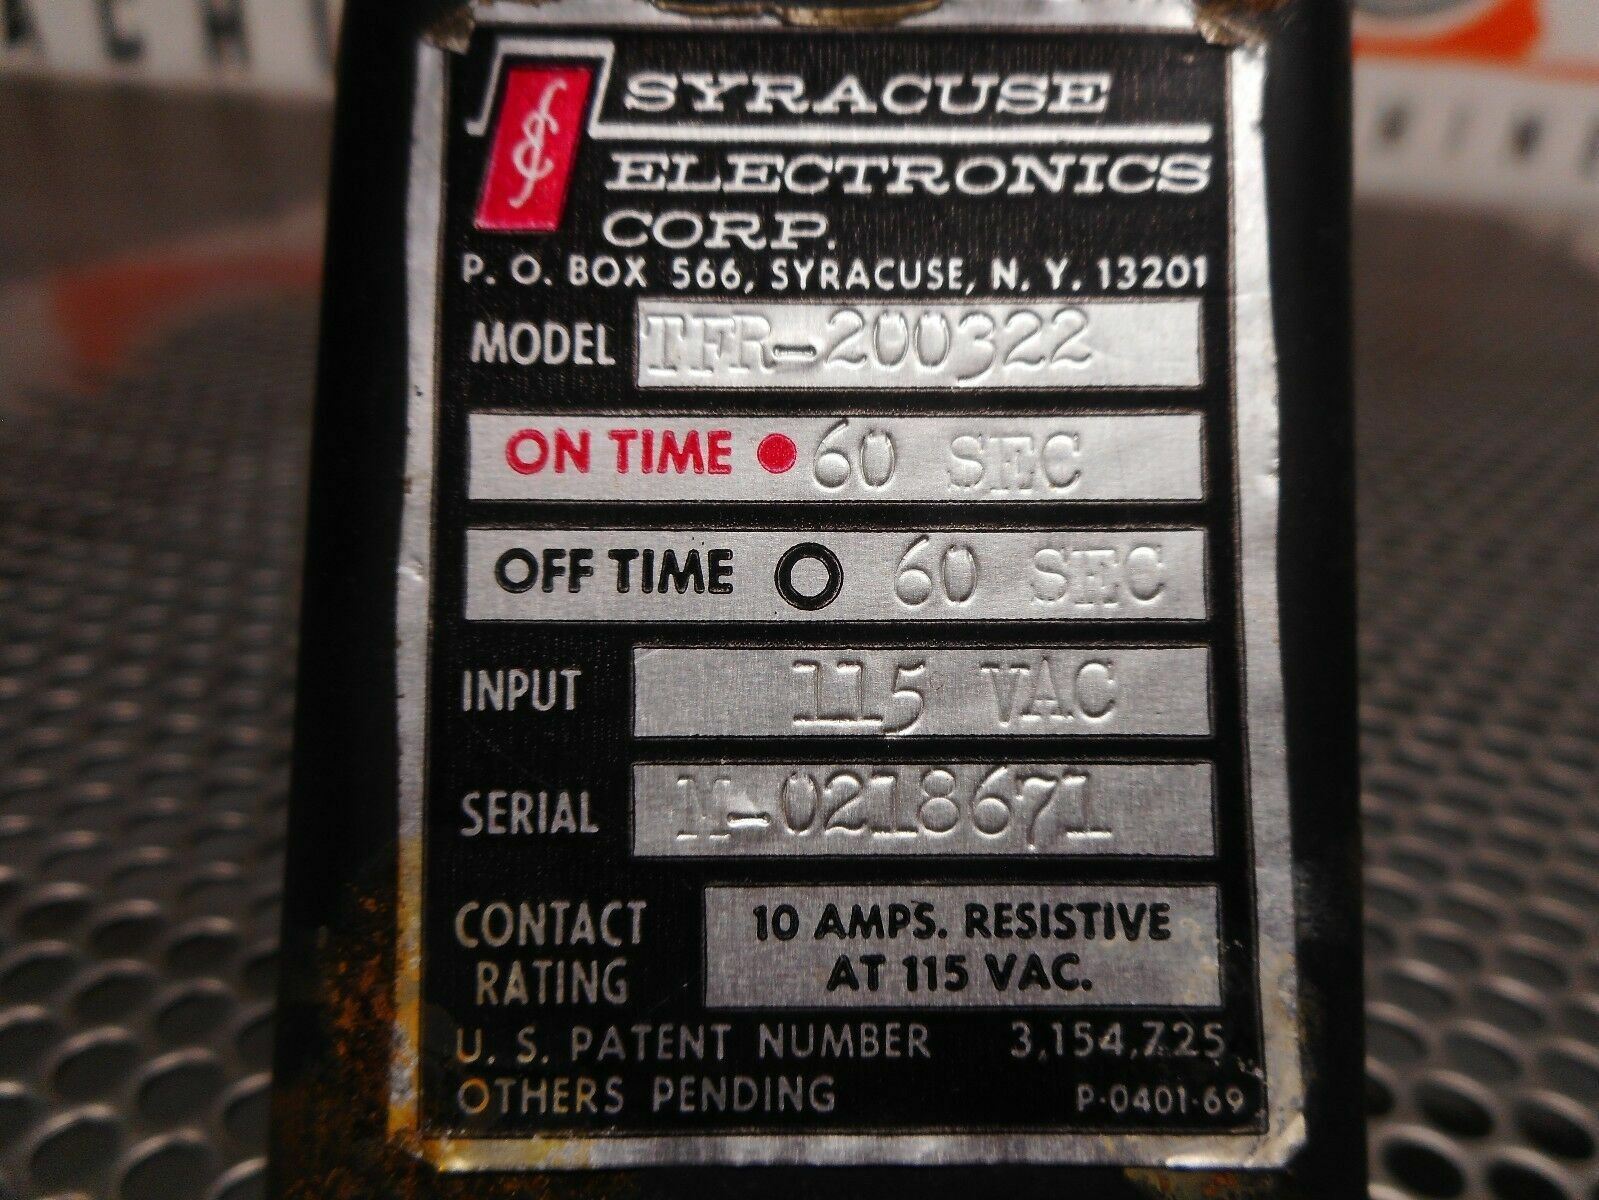 SYRACUSE
ELECTRONICS
CORP.
P. O. BOX 566, SYRACUSE, N. Y. 13201
MODEL TFR-200322
ON TIME 60 SEC
OFF TIME 60 SEC
INPUT 115 VAC
SERIAL M-0218671
CONTACT RATING 10 AMPS. RESISTIVE
AT 115 VAC.
U. S. PATENT NUMBER 3,154,725
OTHERS PENDING P-0401-69